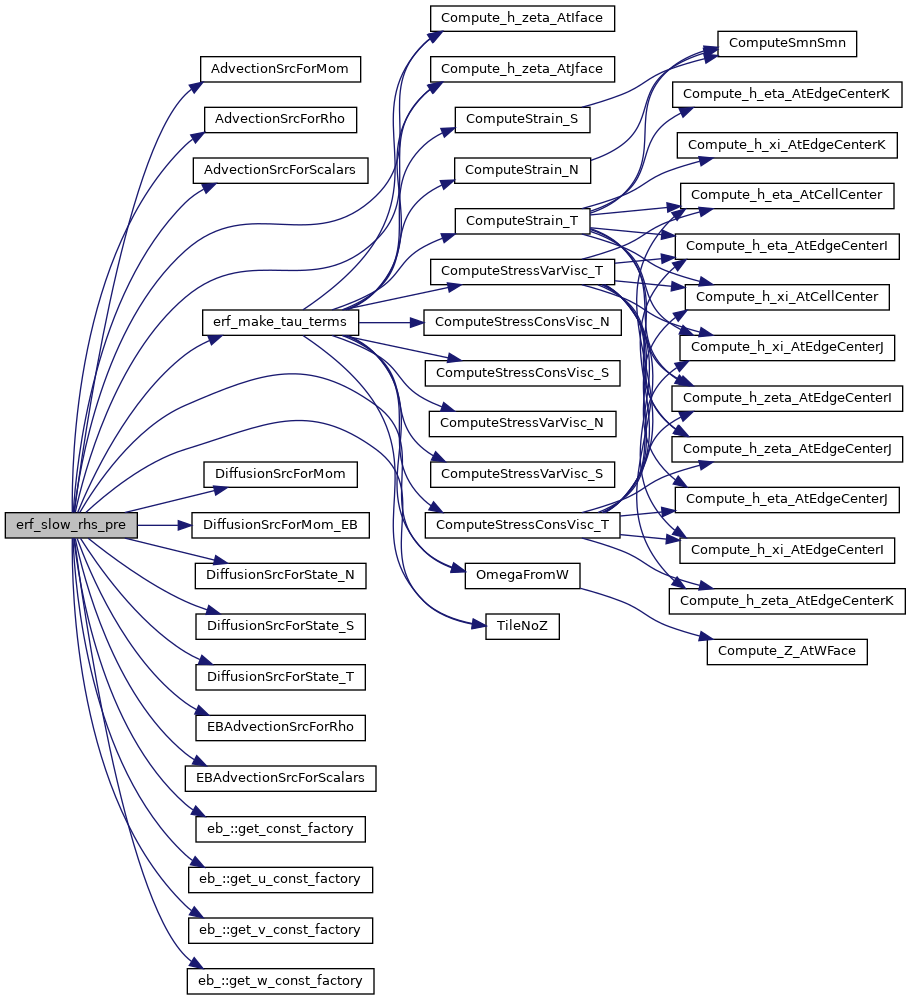 erf_slow_rhs_pre
AdvectionSrcForMom
AdvectionSrcForRho
AdvectionSrcForScalars
erf_make_tau_terms
DiffusionSrcForMom
DiffusionSrcForMom_EB
DiffusionSrcForState_N
DiffusionSrcForState_S
DiffusionSrcForState_T
EBAdvectionSrcForRho
EBAdvectionSrcForScalars
eb_::get_const_factory
eb_::get_u_const_factory
eb_::get_v_const_factory
eb_::get_w_const_factory
Compute_h_zeta_AtIface
Compute_h_zeta_AtJface
ComputeStrain_S
ComputeStrain_N
ComputeStrain_T
ComputeStressVarVisc_T
ComputeStressConsVisc_N
ComputeStressConsVisc_S
ComputeStressVarVisc_N
ComputeStressVarVisc_S
ComputeStressConsVisc_T
OmegaFromW
TileNoZ
ComputeSmnSmn
Compute_h_eta_AtEdgeCenterK
Compute_h_xi_AtEdgeCenterK
Compute_h_eta_AtCellCenter
Compute_h_eta_AtEdgeCenterI
Compute_h_xi_AtCellCenter
Compute_h_xi_AtEdgeCenterJ
Compute_h_zeta_AtEdgeCenterI
Compute_h_zeta_AtEdgeCenterJ
Compute_h_eta_AtEdgeCenterJ
Compute_h_xi_AtEdgeCenterI
Compute_h_zeta_AtEdgeCenterK
Compute_Z_AtWFace